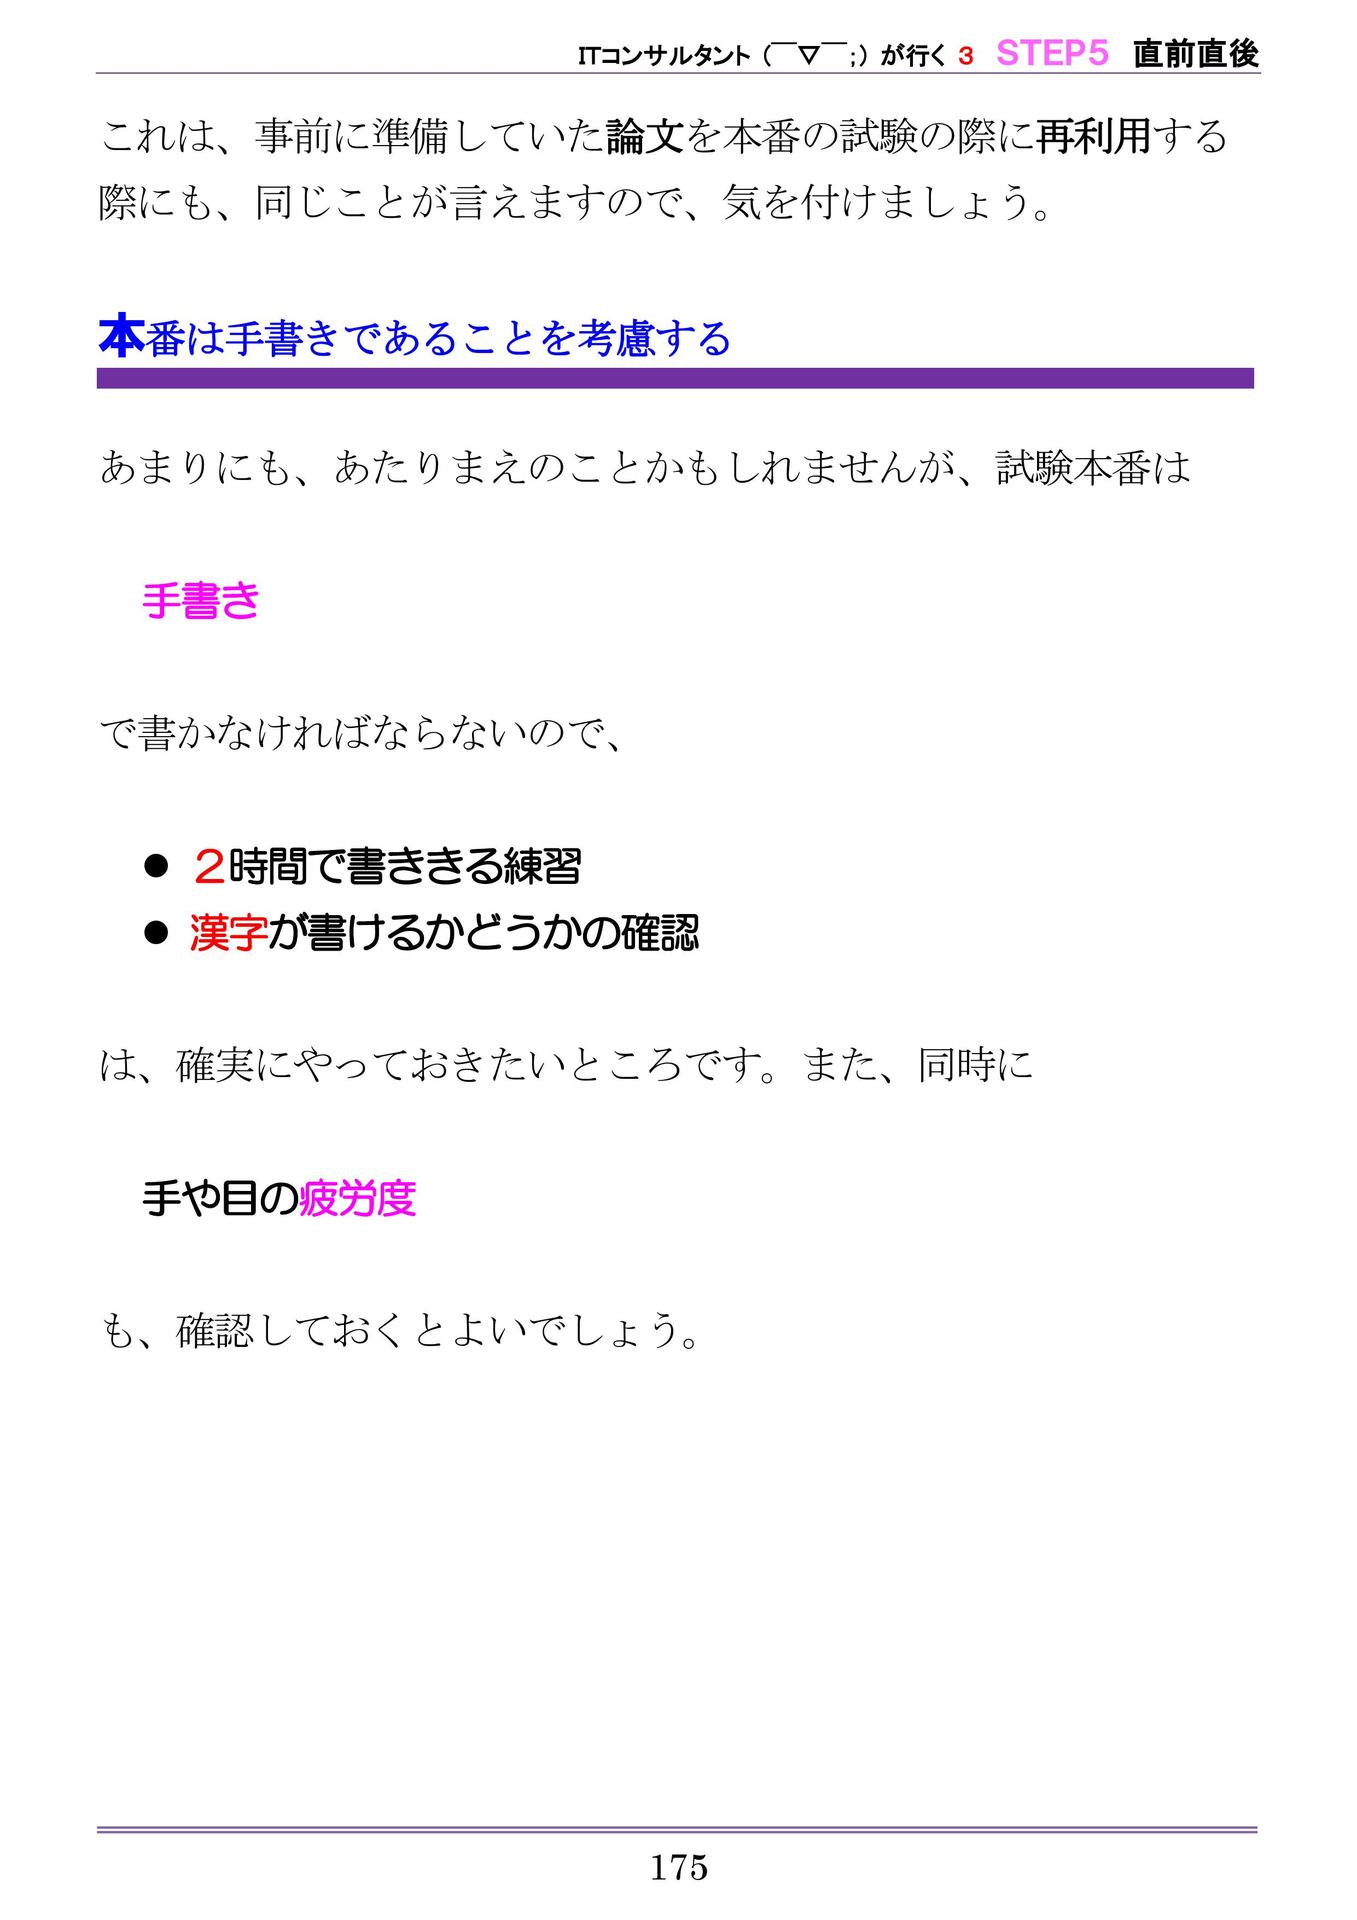 ITコンサルタント（￣▽￣；）が行く 3 STEP5 直前直後
これは、事前に準備していた論文を本番の試験の際に再利用する
際にも、同じことが言えますので、気を付けましょう。
本番は手書きであることを考慮する
あまりにも、あたりまえのことかもしれませんが、試験本番は
手書き
で書かなければならないので、
● 2時間で書ききる練習
● 漢字が書けるかどうかの確認
は、確実にやっておきたいところです。また、同時に
手や目の疲労度
も、確認しておくとよいでしょう。
175